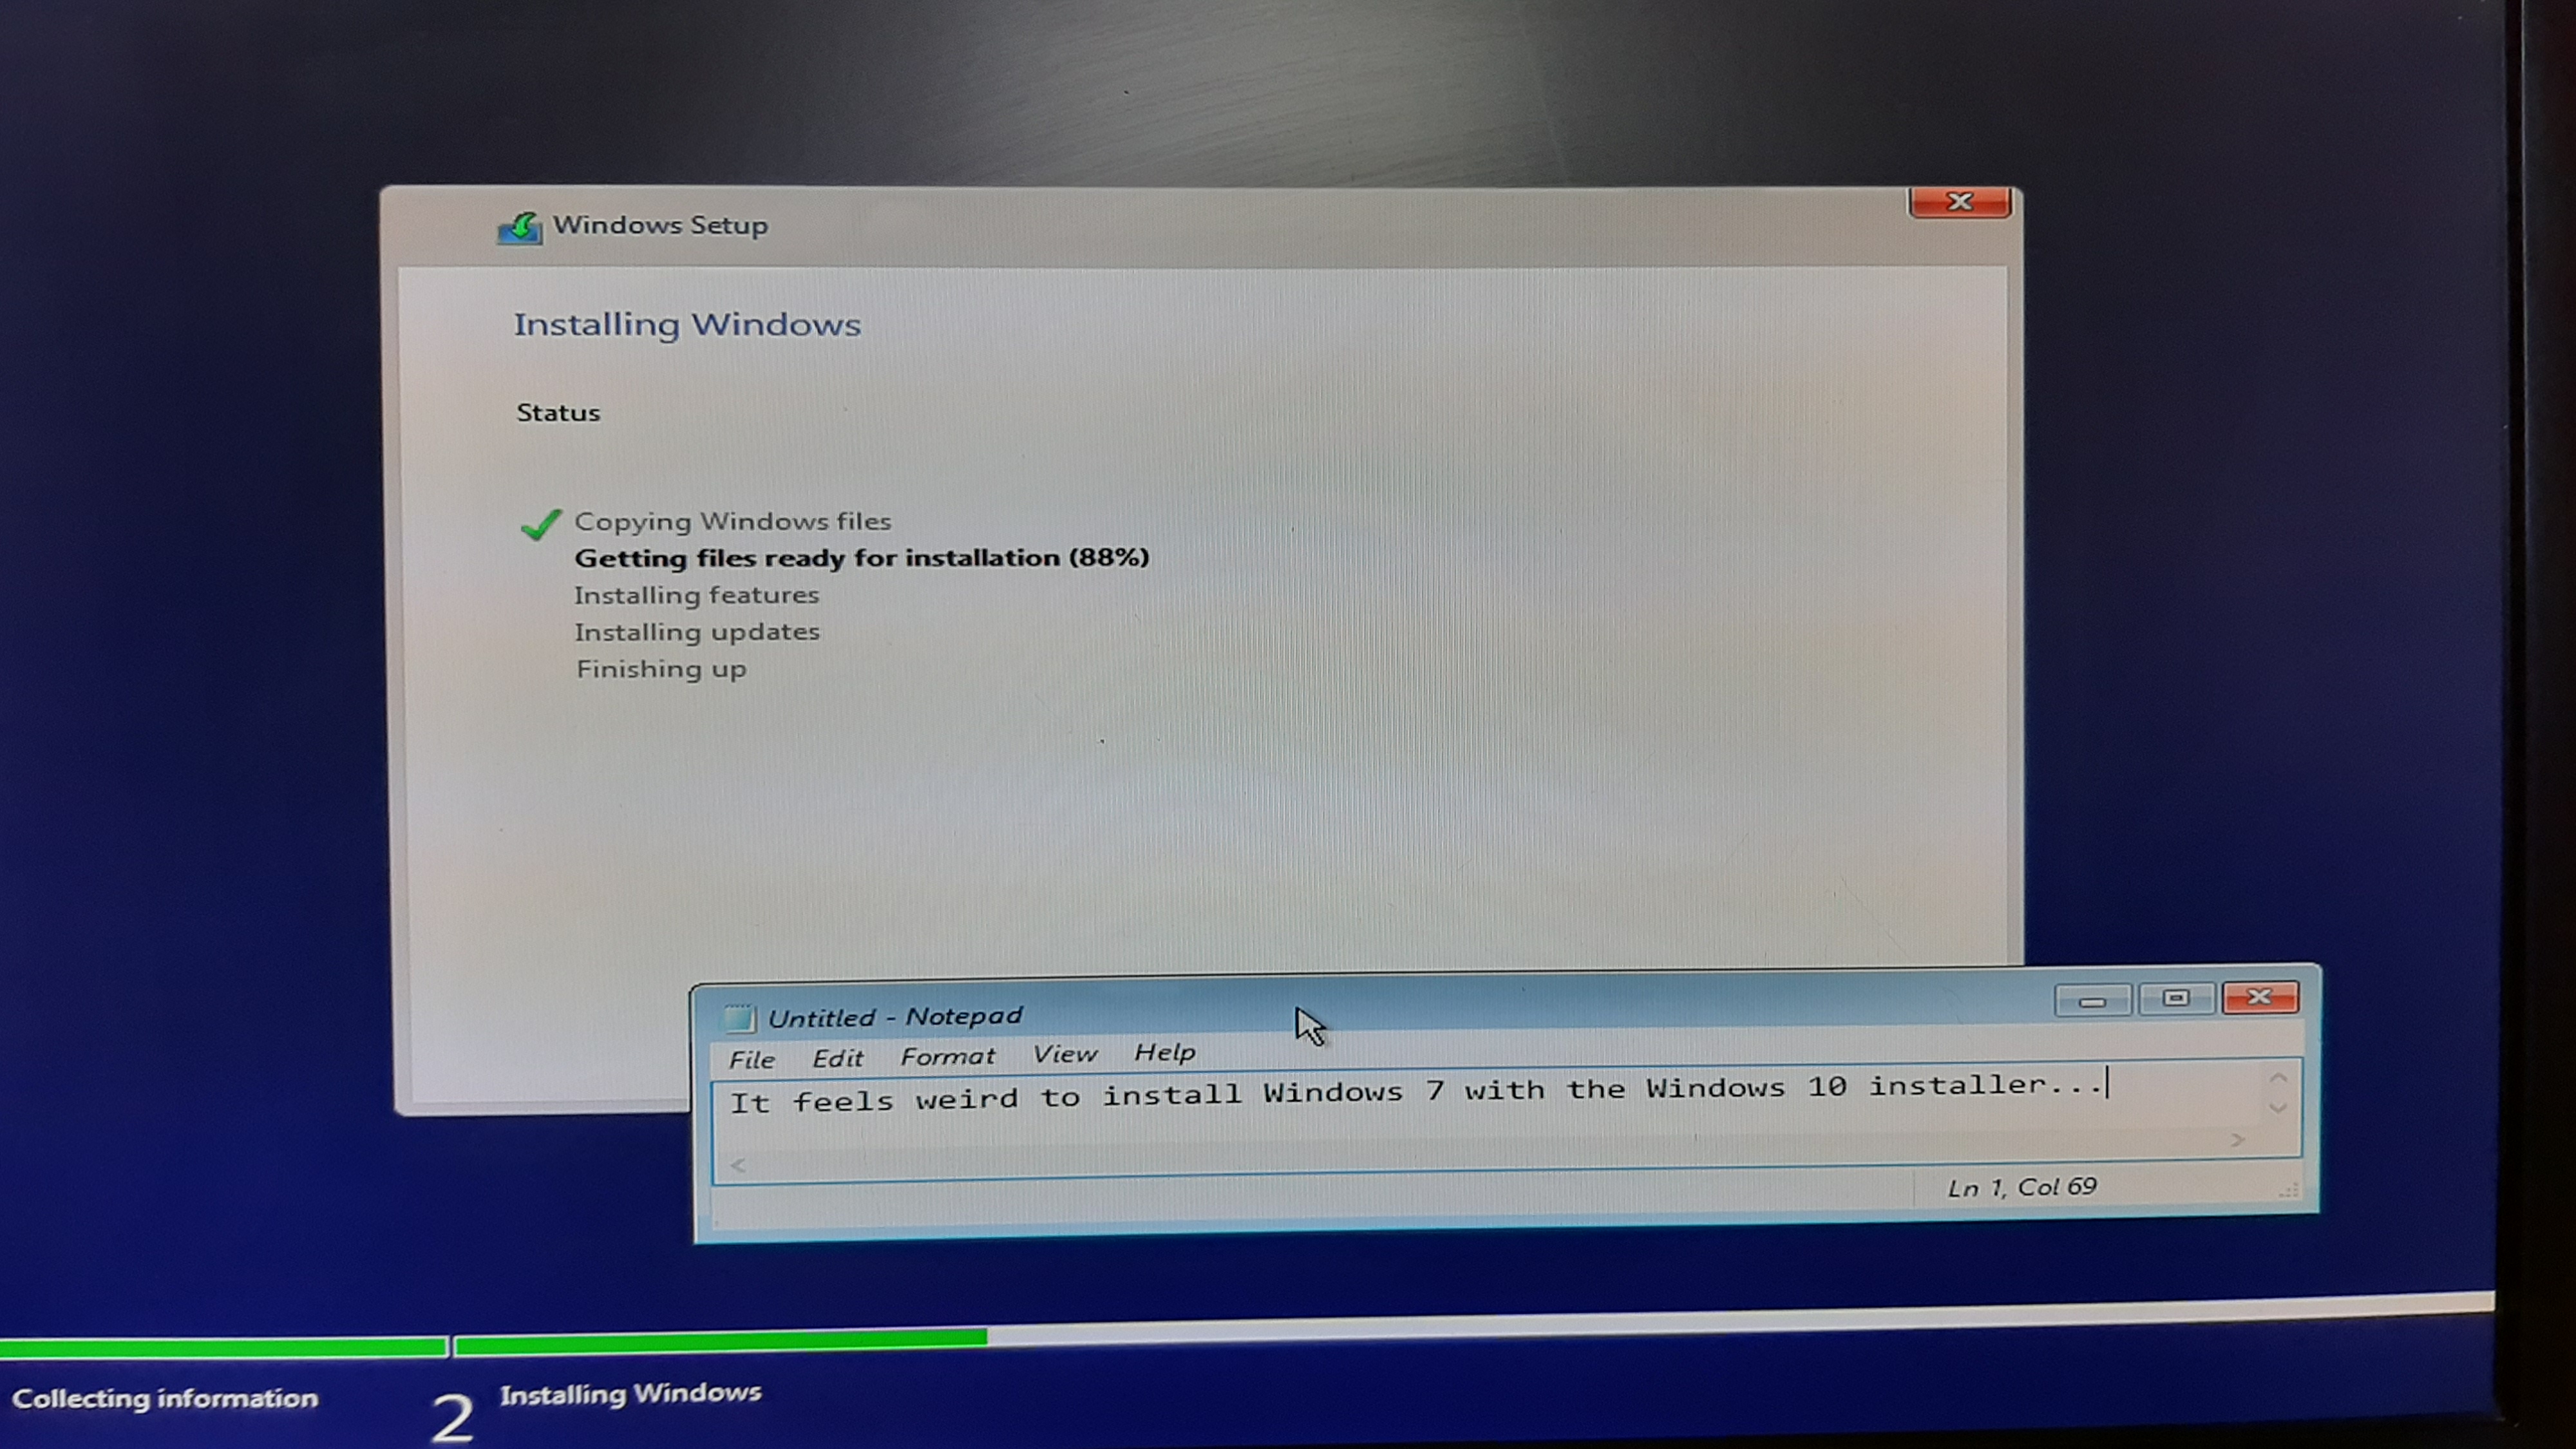 Windows Setup
Installing Windows
Status
Copying Windows files
Getting files ready for installation (88%)
Installing features
Installing updates
Finishing up
Untitled - Notepad
File Edit Format View Help
It feels weird to install Windows 7 with the Windows 10 installer...
Ln 1, Col 69
Collecting information
2 Installing Windows